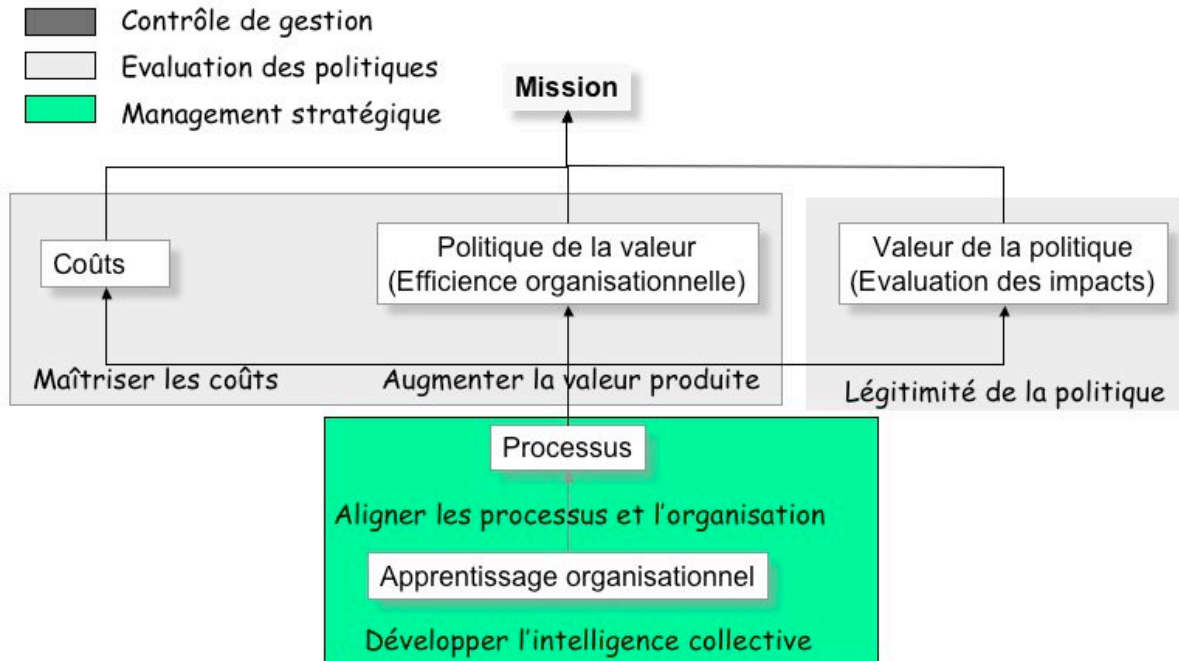 Contrôle de gestion
Evaluation des politiques
Management stratégique
Mission
Coûts
Politique de la valeur
(Efficience organisationnelle)
Valeur de la politique
(Evaluation des impacts)
Maîtriser les coûts
Augmenter la valeur produite
Légitimité de la politique
Processus
Aligner les processus et l'organisation
Apprentissage organisationnel
Développer l'intelligence collective